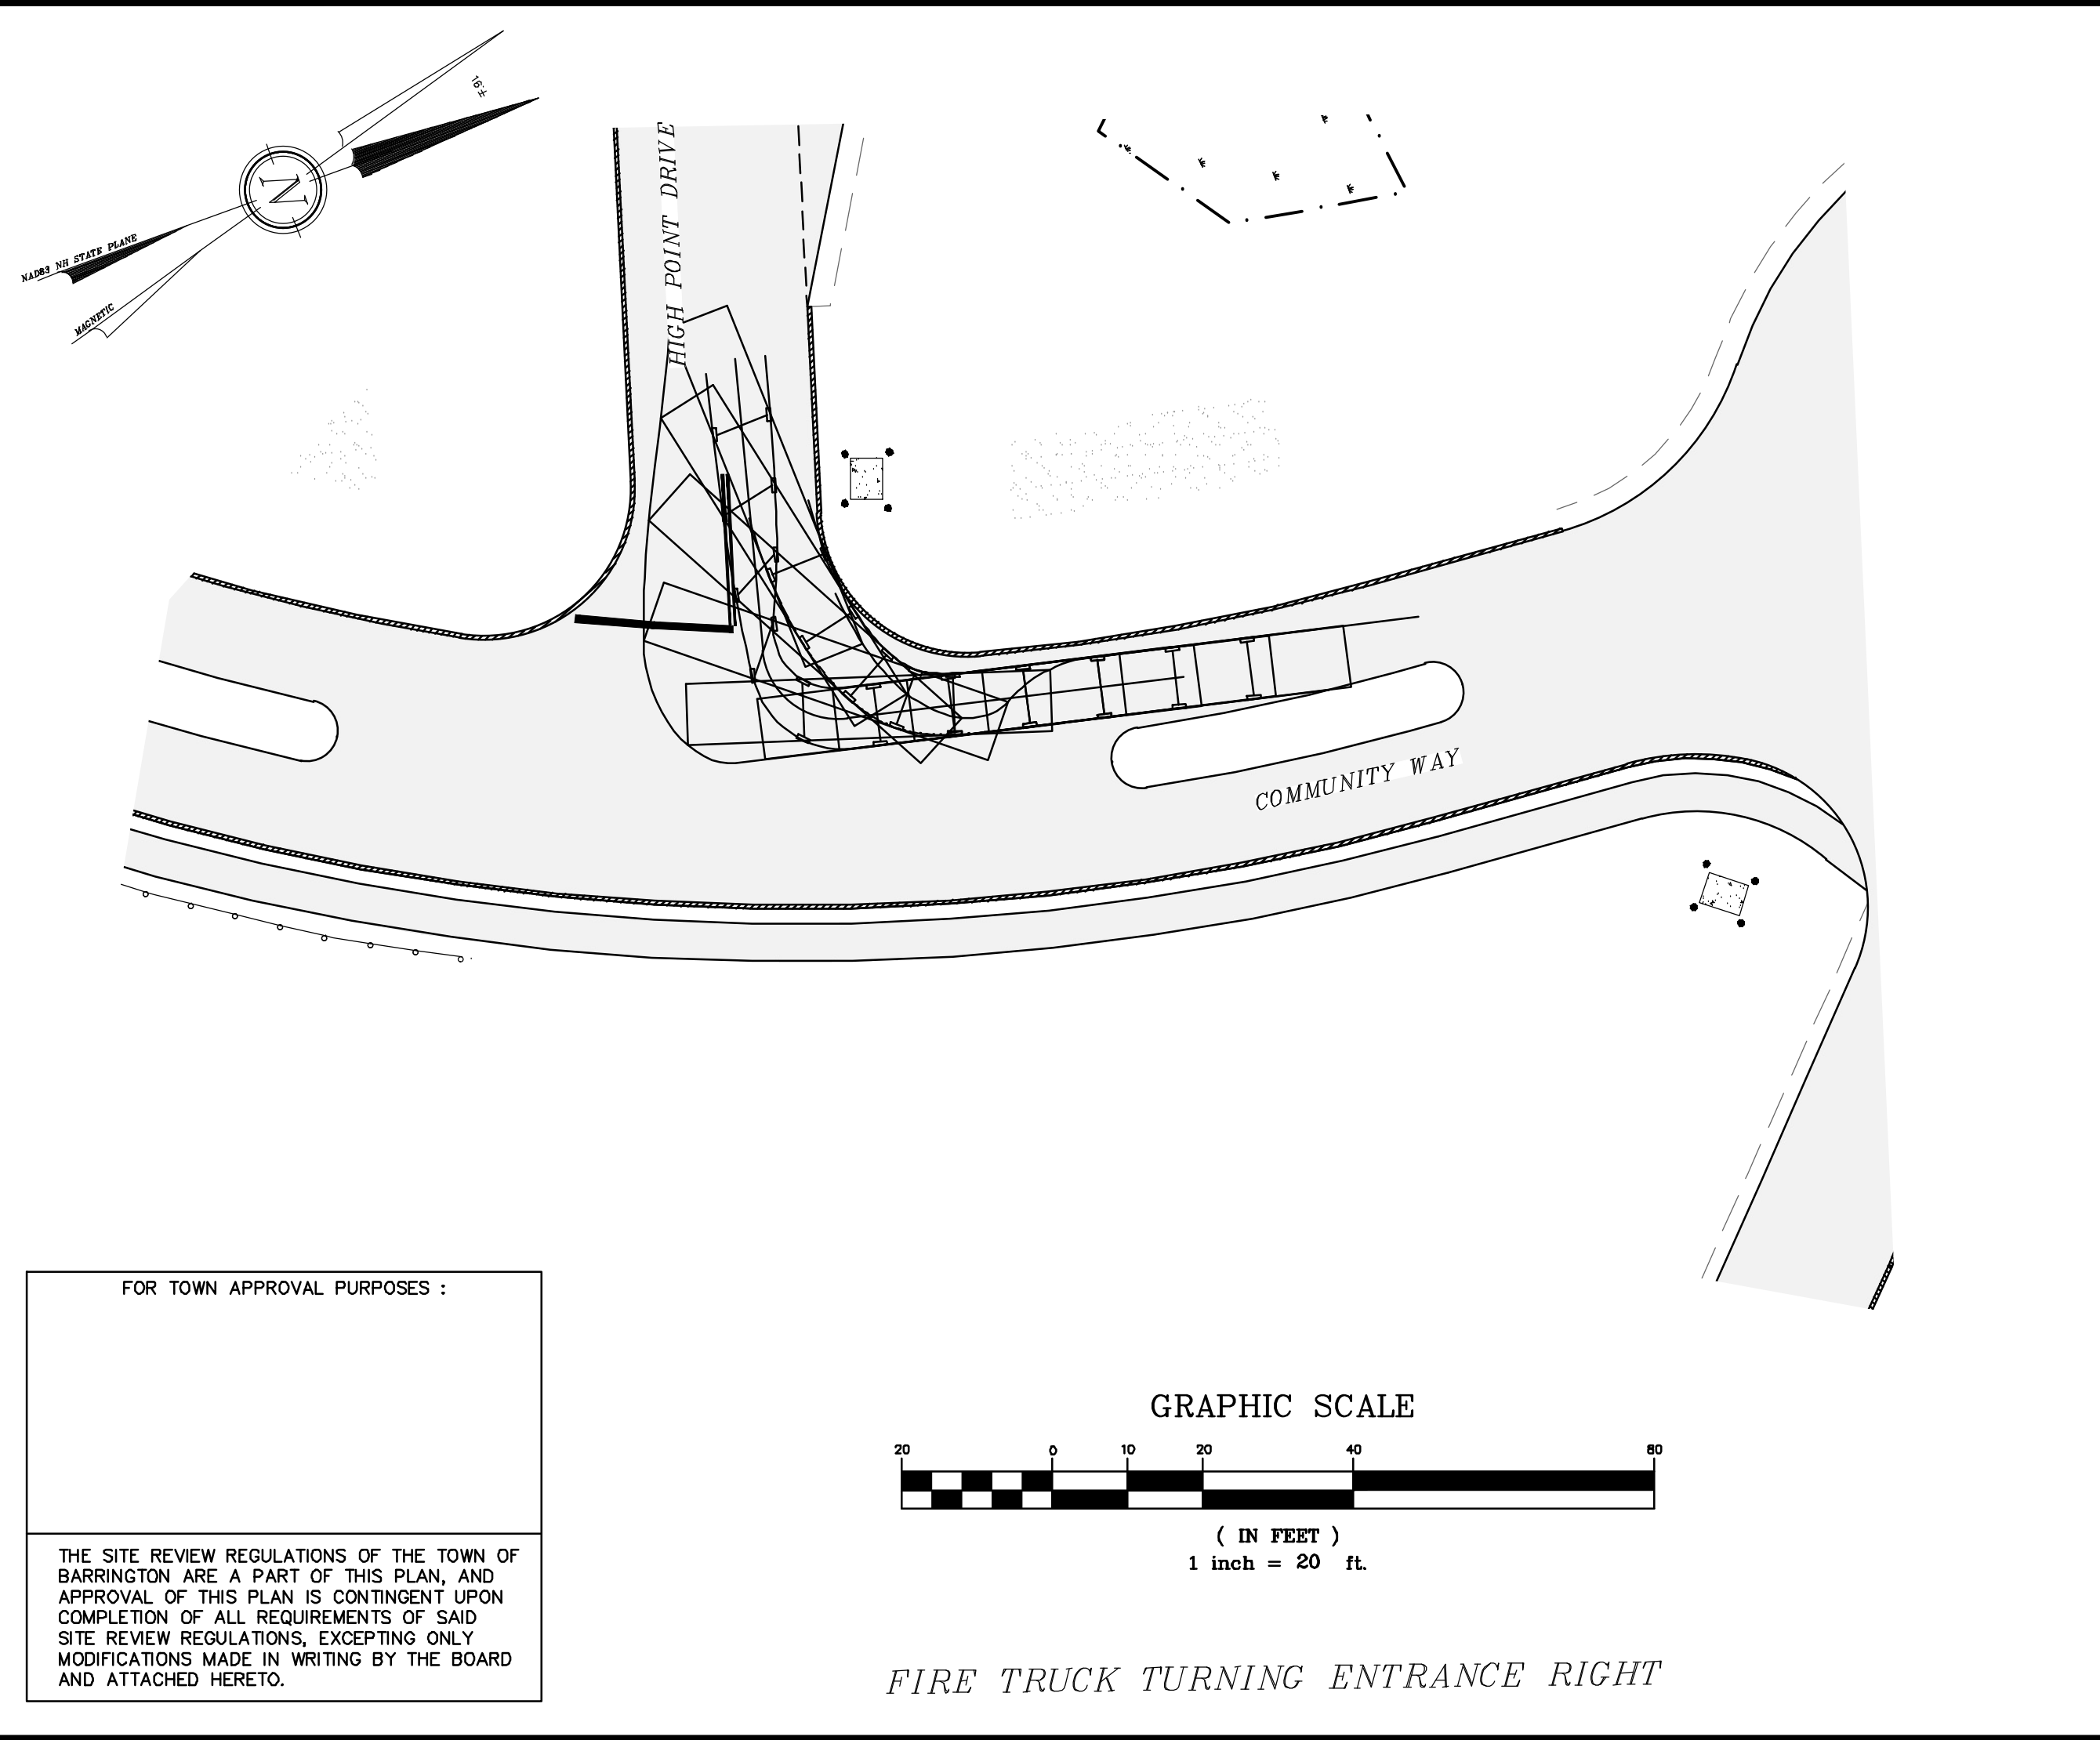 16°±
N
NAD83 NH STATE PLANE
MAGNETIC
HIGH POINT DRIVE
COMMUNITY WAY
FOR TOWN APPROVAL PURPOSES :
THE SITE REVIEW REGULATIONS OF THE TOWN OF
BARRINGTON ARE A PART OF THIS PLAN, AND
APPROVAL OF THIS PLAN IS CONTINGENT UPON
COMPLETION OF ALL REQUIREMENTS OF SAID
SITE REVIEW REGULATIONS, EXCEPTING ONLY
MODIFICATIONS MADE IN WRITING BY THE BOARD
AND ATTACHED HERETO.
GRAPHIC SCALE
20 0 10 20 40 80
( IN FEET )
1 inch = 20 ft.
FIRE TRUCK TURNING ENTRANCE RIGHT